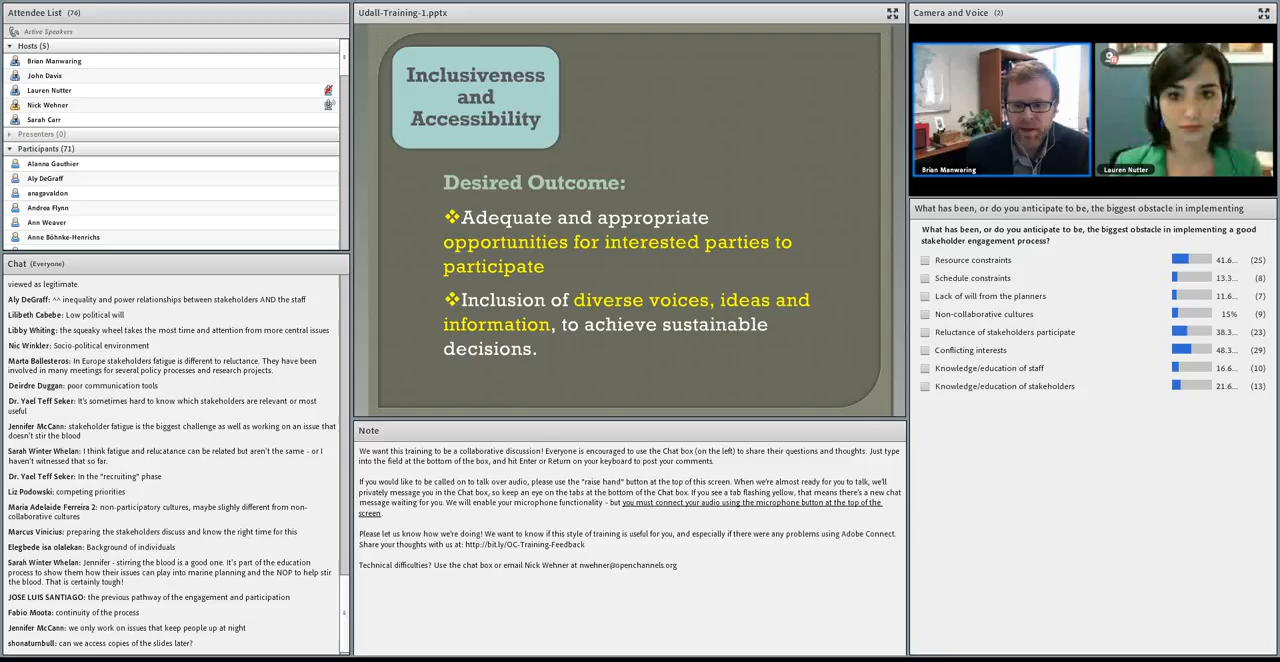 Attendee List (76)
Active Speakers
Hosts (5)
Brian Manwaring
John Davis
Lauren Nutter
Nick Wehner
Sarah Carr
Presenters (0)
Participants (71)
Alanna Gauthier
Aly DeGraff
anagavaldon
Andrea Flynn
Ann Weaver
Anne Böhnke-Henrichs
Chat (Everyone)
viewed as legitimate.
Aly DeGraff: ^^ inequality and power relationships between stakeholders AND the staff
Lilibeth Cabebe: Low political will
Libby Whiting: the squeaky wheel takes the most time and attention from more central issues
Nic Winkler: Socio-political environment
Marta Ballesteros: In Europe stakeholders fatigue is different to reluctance. They have been
involved in many meetings for several policy processes and research projects.
Deirdre Duggan: poor communication tools
Dr. Yael Teff Seker: It's sometimes hard to know which stakeholders are relevant or most
useful
Jennifer McCann: stakeholder fatigue is the biggest challenge as well as working on an issue that
doesn't stir the blood
Sarah Winter Whelan: I think fatigue and relucatance can be related but aren't the same - or I
haven't witnessed that so far.
Dr. Yael Teff Seker: In the "recruiting" phase
Liz Podowski: competing priorities
Maria Adelaide Ferreira 2: non-participatory cultures, maybe slighly different from non-
collaborative cultures
Marcus Vinicius: preparing the stakeholders discuss and know the right time for this
Elegbede isa olalekan: Background of individuals
Sarah Winter Whelan: Jennifer - stirring the blood is a good one. It's part of the education
process to show them how their issues can play into marine planning and the NOP to help stir
the blood. That is certainly tough!
JOSE LUIS SANTIAGO: the previous pathway of the engagement and participation
Fabio Moota: continuity of the process
Jennifer McCann: we only work on issues that keep people up at night
shonaturnbull: can we access copies of the slides later?
Udall-Training-1.pptx
Inclusiveness
and
Accessibility
Desired Outcome:
❖Adequate and appropriate
opportunities for interested parties to
participate
❖Inclusion of diverse voices, ideas and
information, to achieve sustainable
decisions.
Note
We want this training to be a collaborative discussion! Everyone is encouraged to use the Chat box (on the left) to share their questions and thoughts. Just type
into the field at the bottom of the box, and hit Enter or Return on your keyboard to post your comments.
If you would like to be called on to talk over audio, please use the "raise hand" button at the top of this screen. When we're almost ready for you to talk, we'll
privately message you in the Chat box, so keep an eye on the tabs at the bottom of the Chat box. If you see a tab flashing yellow, that means there's a new chat
message waiting for you. We will enable your microphone functionality - but you must connect your audio using the microphone button at the top of the
screen.
Please let us know how we're doing! We want to know if this style of training is useful for you, and especially if there were any problems using Adobe Connect.
Share your thoughts with us at: http://bit.ly/OC-Training-Feedback
Technical difficulties? Use the chat box or email Nick Wehner at nwehner@openchannels.org
Camera and Voice (2)
Brian Manwaring
Lauren Nutter
What has been, or do you anticipate to be, the biggest obstacle in implementing
What has been, or do you anticipate to be, the biggest obstacle in implementing a good
stakeholder engagement process?
Resource constraints 41.6... (25)
Schedule constraints 13.3... (8)
Lack of will from the planners 11.6... (7)
Non-collaborative cultures 15% (9)
Reluctance of stakeholders participate 38.3... (23)
Conflicting interests 48.3... (29)
Knowledge/education of staff 16.6... (10)
Knowledge/education of stakeholders 21.6... (13)